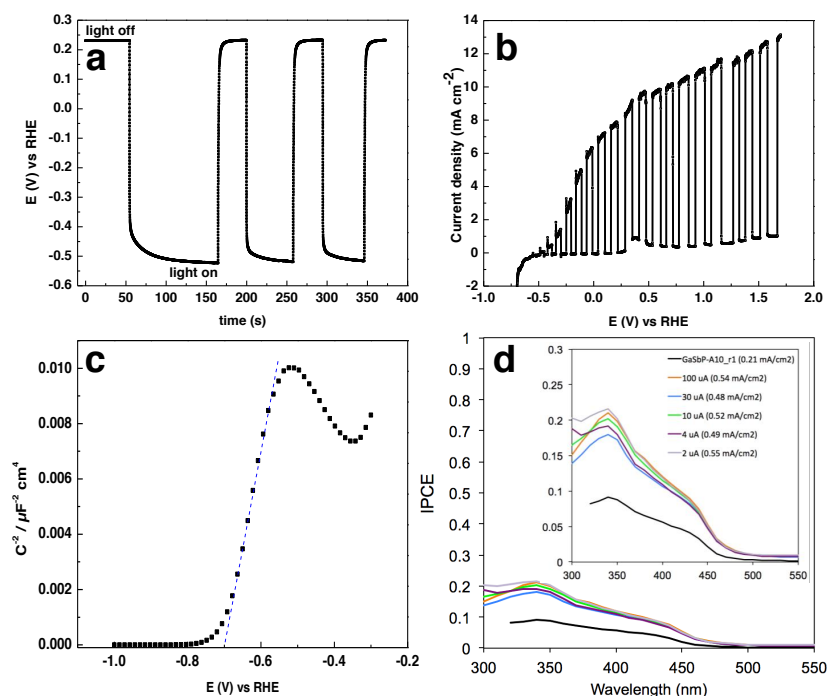 a
light off
light on
E (V) vs RHE
0.3
0.2
0.1
0.0
-0.1
-0.2
-0.3
-0.4
-0.5
-0.6
0 50 100 150 200 250 300 350 400
time (s)
b
Current density (mA cm-2)
14
12
10
8
6
4
2
0
-2
-1.0 -0.5 0.0 0.5 1.0 1.5 2.0
E (V) vs RHE
c
C-2 / µF-2 cm4
0.010
0.008
0.006
0.004
0.002
0.000
-1.0 -0.8 -0.6 -0.4 -0.2
E (V) vs RHE
d
IPCE
1
0.9
0.8
0.7
0.6
0.5
0.4
0.3
0.2
0.1
0
300 350 400 450 500 550
Wavelength (nm)
0.3
0.25
0.2
0.15
0.1
0.05
0
300 350 400 450 500 550
GaSbP-A10_r1 (0.21 mA/cm2)
100 uA (0.54 mA/cm2)
30 uA (0.48 mA/cm2)
10 uA (0.52 mA/cm2)
4 uA (0.49 mA/cm2)
2 uA (0.55 mA/cm2)